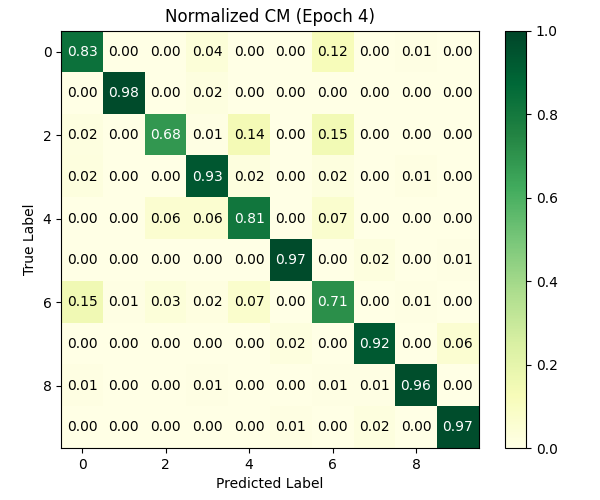 Normalized CM (Epoch 4)
0 0.83 0.00 0.00 0.04 0.00 0.00 0.12 0.00 0.01 0.00
0.00 0.98 0.00 0.02 0.00 0.00 0.00 0.00 0.00 0.00
2 0.02 0.00 0.68 0.01 0.14 0.00 0.15 0.00 0.00 0.00
0.02 0.00 0.00 0.93 0.02 0.00 0.02 0.00 0.01 0.00
4 0.00 0.00 0.06 0.06 0.81 0.00 0.07 0.00 0.00 0.00
0.00 0.00 0.00 0.00 0.00 0.97 0.00 0.02 0.00 0.01
6 0.15 0.01 0.03 0.02 0.07 0.00 0.71 0.00 0.01 0.00
0.00 0.00 0.00 0.00 0.00 0.02 0.00 0.92 0.00 0.06
8 0.01 0.00 0.00 0.01 0.00 0.00 0.01 0.01 0.96 0.00
0.00 0.00 0.00 0.00 0.00 0.01 0.00 0.02 0.00 0.97
0 2 4 6 8
Predicted Label
True Label
1.0
0.8
0.6
0.4
0.2
0.0